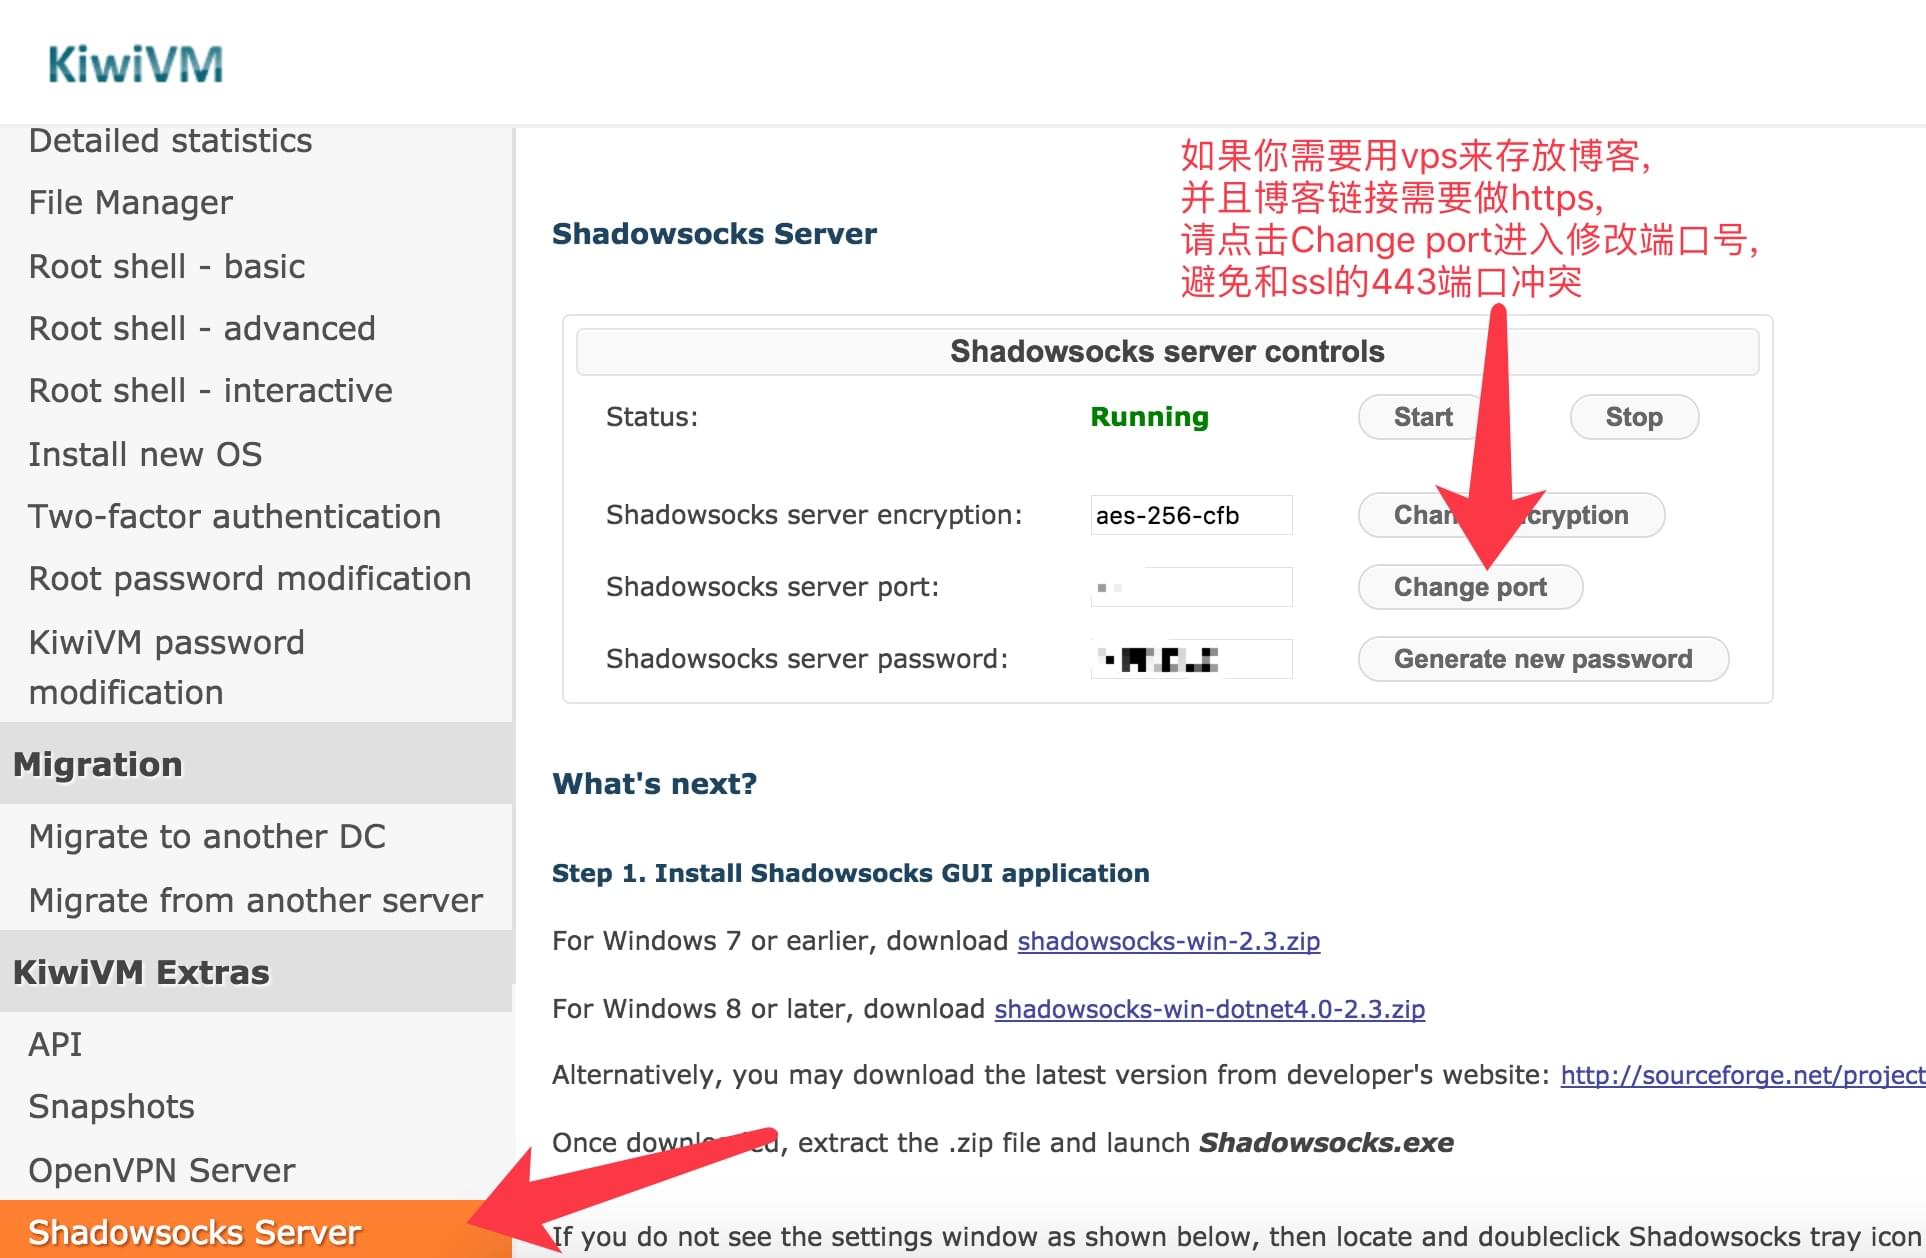 KiwiVM
Detailed statistics
File Manager
Root shell - basic
Root shell - advanced
Root shell - interactive
Install new OS
Two-factor authentication
Root password modification
KiwiVM password
modification
Migration
Migrate to another DC
Migrate from another server
KiwiVM Extras
API
Snapshots
OpenVPN Server
Shadowsocks Server
如果你需要用vps来存放博客,
并且博客链接需要做https,
请点击Change port进入修改端口号,
避免和ssl的443端口冲突
Shadowsocks Server
Shadowsocks server controls
Status: Running Start Stop
Shadowsocks server encryption: aes-256-cfb Change encryption
Shadowsocks server port: Change port
Shadowsocks server password: Generate new password
What's next?
Step 1. Install Shadowsocks GUI application
For Windows 7 or earlier, download shadowsocks-win-2.3.zip
For Windows 8 or later, download shadowsocks-win-dotnet4.0-2.3.zip
Alternatively, you may download the latest version from developer's website: http://sourceforge.net/project
Once downloaded, extract the .zip file and launch Shadowsocks.exe
If you do not see the settings window as shown below, then locate and doubleclick Shadowsocks tray icon